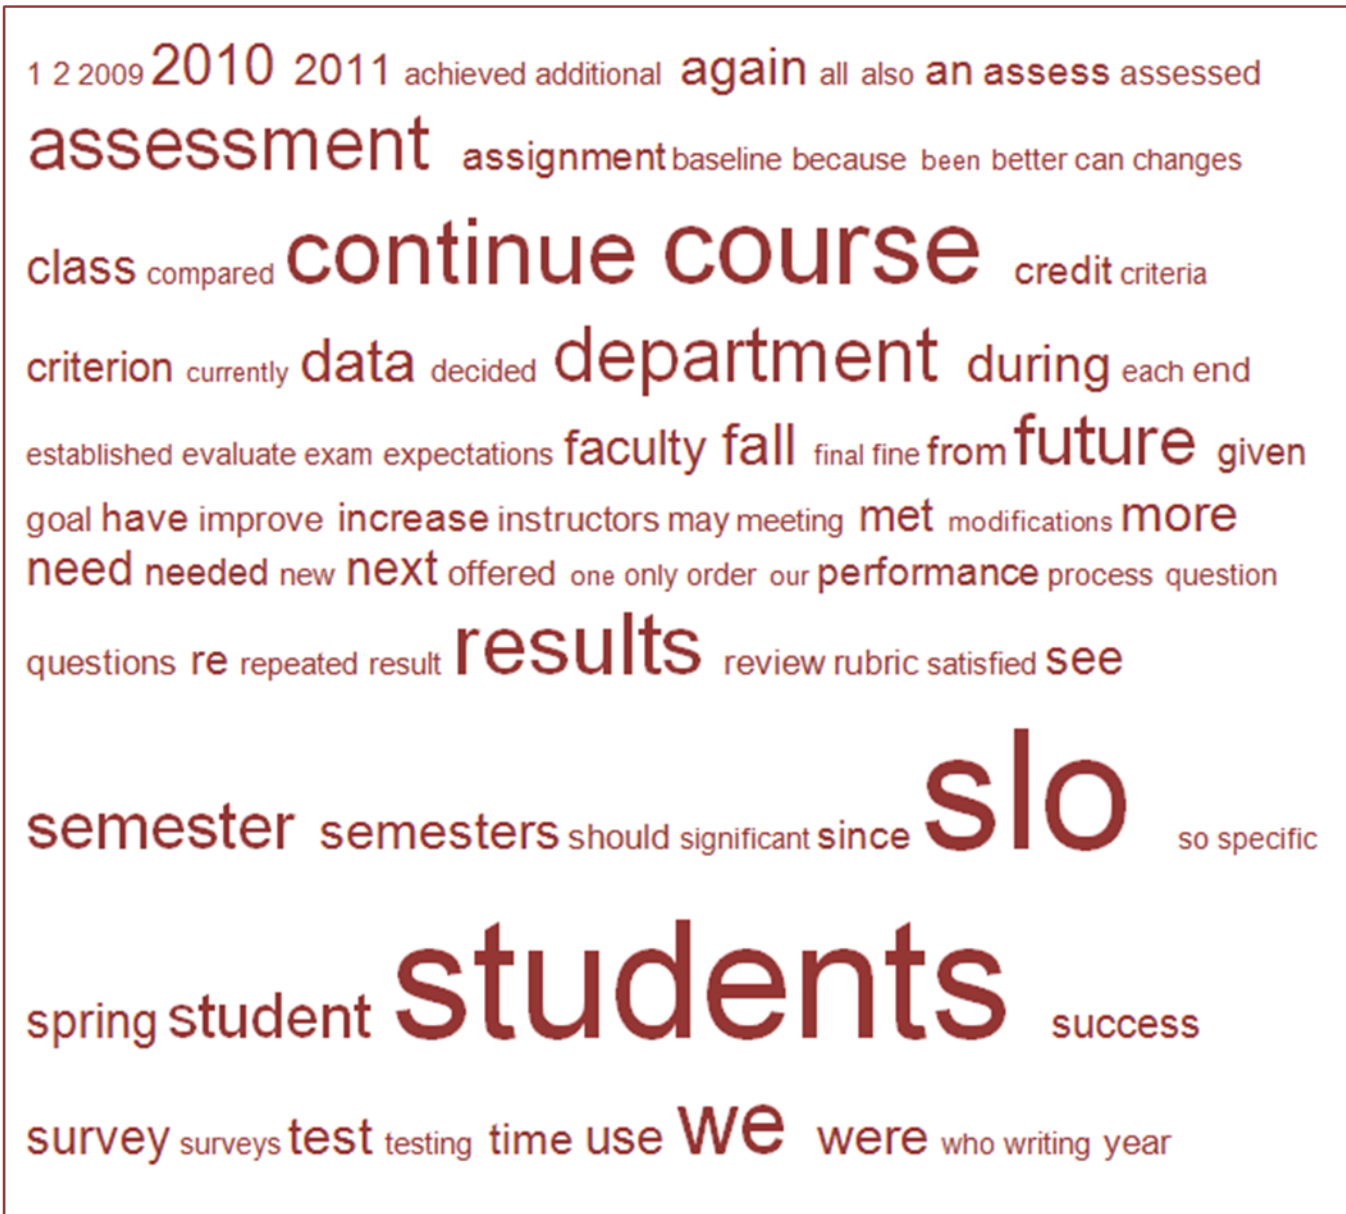 1 2 2009 2010 2011 achieved additional again all also an assess assessed
assessment assignment baseline because been better can changes
class compared continue course credit criteria
criterion currently data decided department during each end
established evaluate exam expectations faculty fall final fine from future given
goal have improve increase instructors may meeting met modifications more
need needed new next offered one only order our performance process question
questions re repeated result results review rubric satisfied see
semester semesters should significant since slo so specific
spring student students success
survey surveys test testing time use we were who writing year